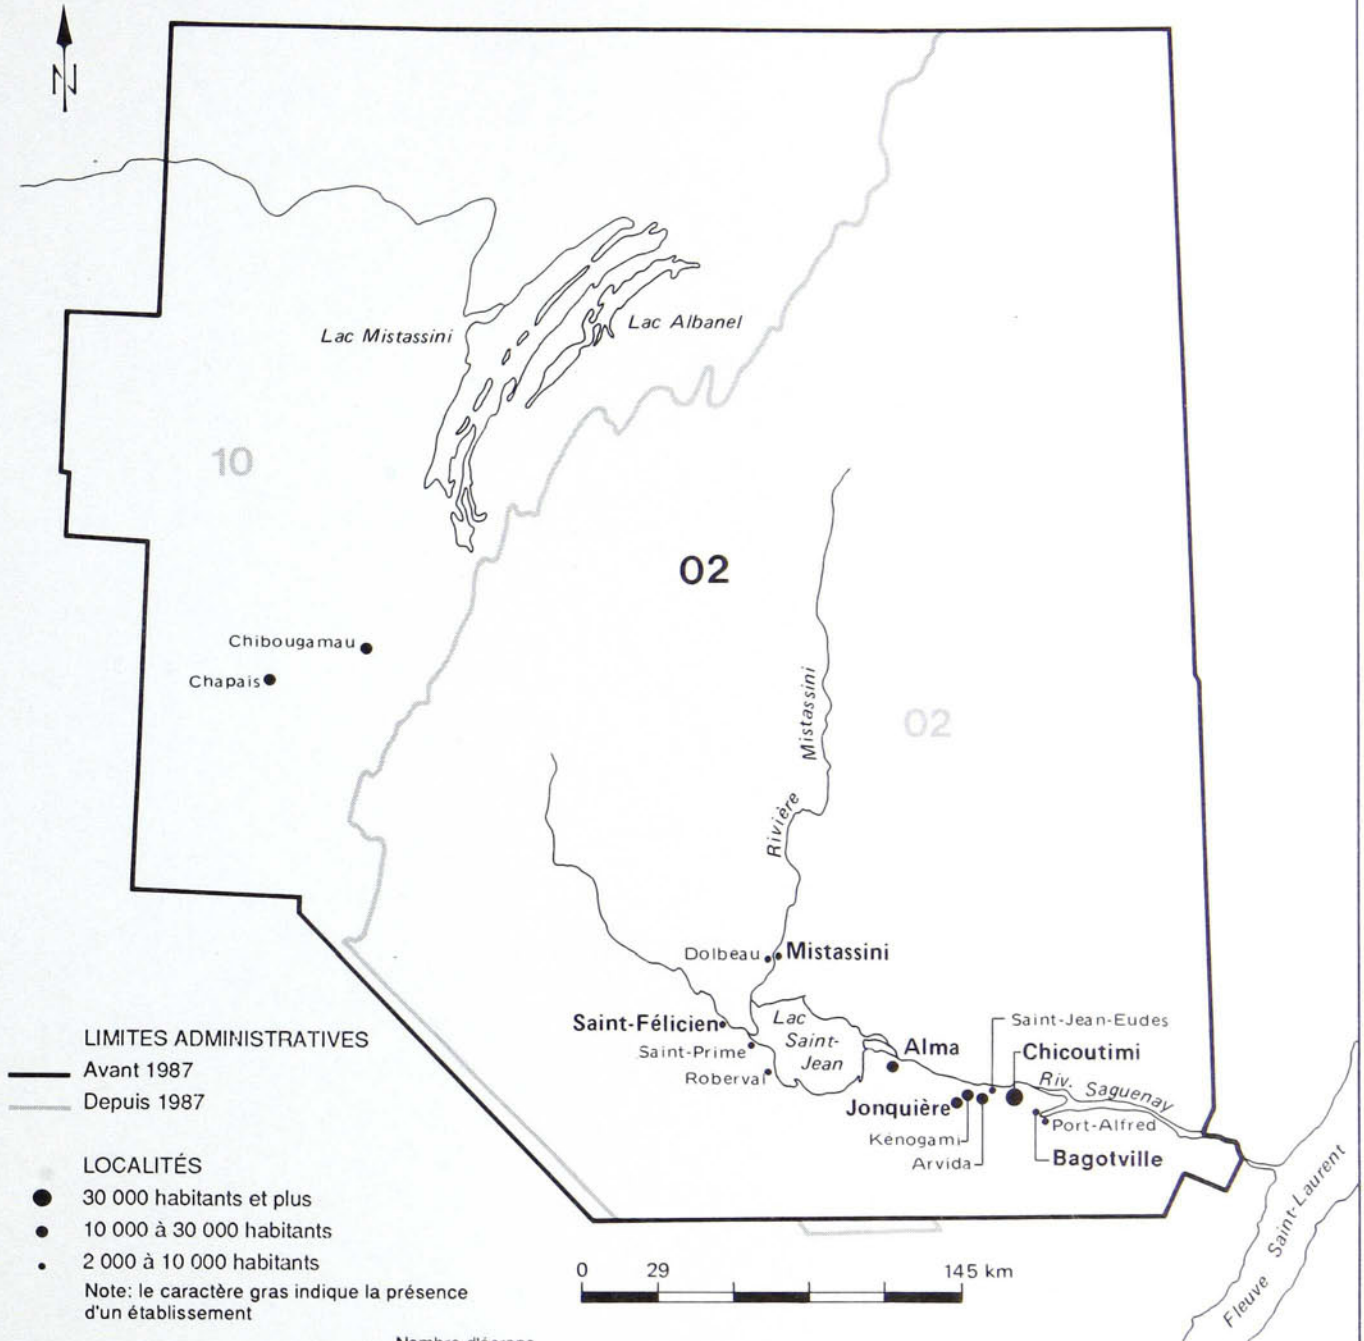 N
Lac Mistassini
Lac Albanel
10
02
Chibougamau
Chapais
Rivière Mistassini
02
Dolbeau
Mistassini
Saint-Félicien
Saint-Prime
Roberval
Lac
Saint-
Jean
Alma
Saint-Jean-Eudes
Chicoutimi
Riv. Saguenay
Jonquière
Kénogami
Arvida
Port-Alfred
Bagotville
Fleuve Saint-Laurent
LIMITES ADMINISTRATIVES
Avant 1987
Depuis 1987
LOCALITÉS
30 000 habitants et plus
10 000 à 30 000 habitants
2 000 à 10 000 habitants
Note: le caractère gras indique la présence
d'un établissement
0 29 145 km